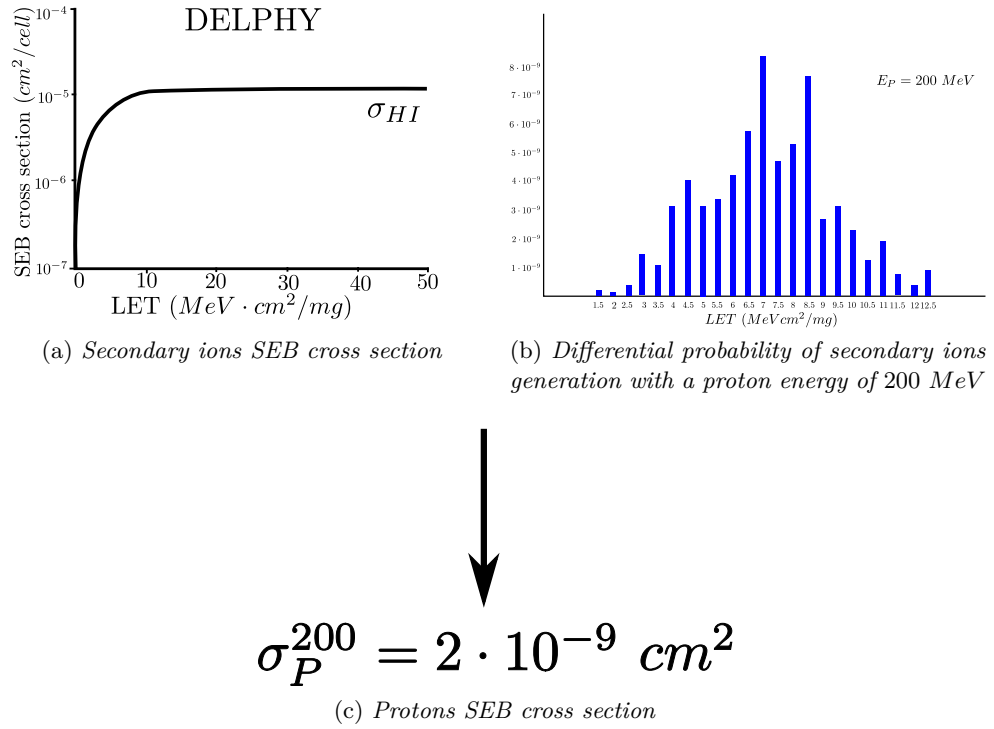 DELPHY
SEB cross section (cm²/cell)
10⁻⁴
10⁻⁵
10⁻⁶
10⁻⁷
σ_HI
0 10 20 30 40 50
LET (MeV · cm²/mg)
(a) Secondary ions SEB cross section
8·10⁻⁹
7·10⁻⁹
6·10⁻⁹
5·10⁻⁹
4·10⁻⁹
3·10⁻⁹
2·10⁻⁹
1·10⁻⁹
E_P = 200 MeV
1.5 2 2.5 3 3.5 4 4.5 5 5.5 6 6.5 7 7.5 8 8.5 9 9.5 10 10.5 11 11.5 12 12.5
LET (MeVcm²/mg)
(b) Differential probability of secondary ions
generation with a proton energy of 200 MeV
σ_P^200 = 2 · 10⁻⁹ cm²
(c) Protons SEB cross section